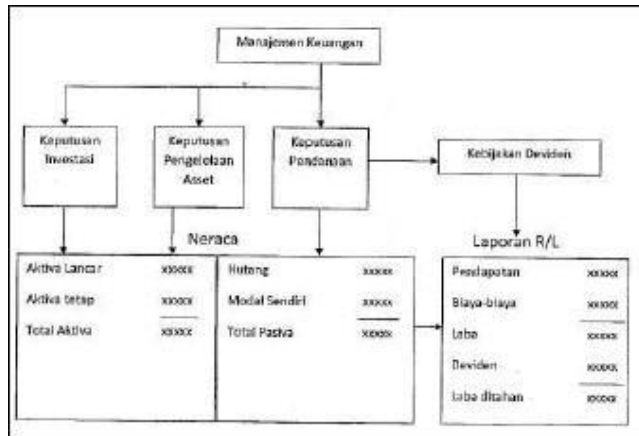 Manajemen Keuangan
Keputusan
Investasi
Keputusan
Pengelolaan
Asset
Keputusan
Pendanaan
Kebijakan Deviden
Neraca
Laporan R/L
Aktiva Lancar xxxxx
Aktiva tetap xxxxx
Total Aktiva xxxxx
Hutang xxxxx
Modal Sendiri xxxxx
Total Pasiva xxxxx
Pendapatan xxxxx
Biaya-biaya xxxxx
Laba xxxxx
Deviden xxxxx
Laba ditahan xxxxx